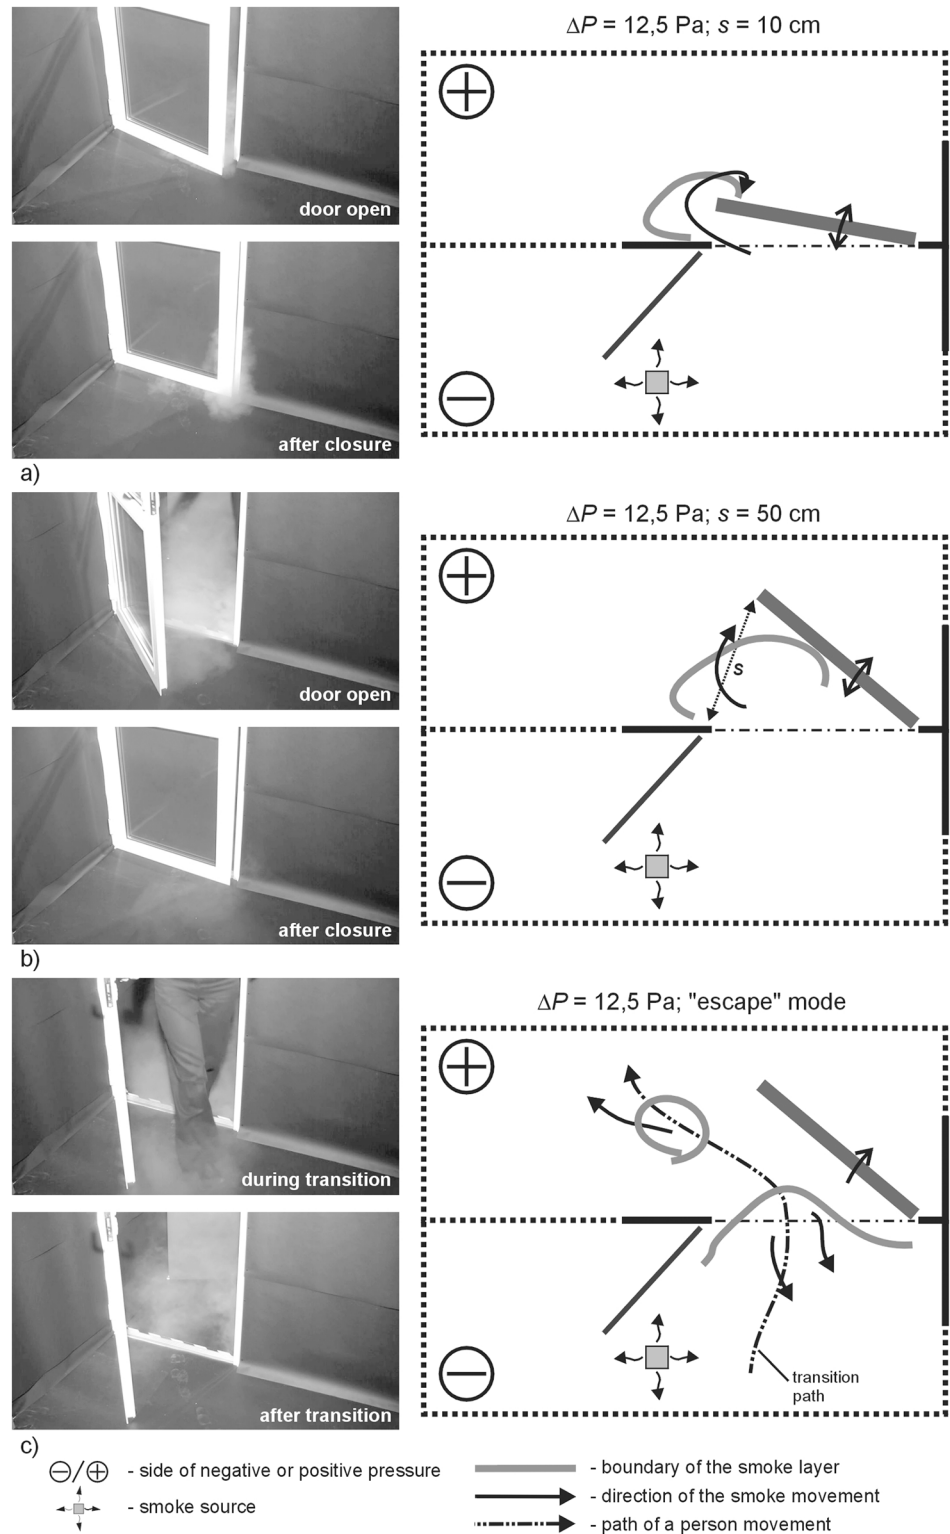 ΔP = 12,5 Pa; s = 10 cm
door open
after closure
a)
ΔP = 12,5 Pa; s = 50 cm
door open
s
after closure
b)
ΔP = 12,5 Pa; "escape" mode
during transition
transition
path
after transition
c)
- side of negative or positive pressure
- smoke source
- boundary of the smoke layer
- direction of the smoke movement
- path of a person movement